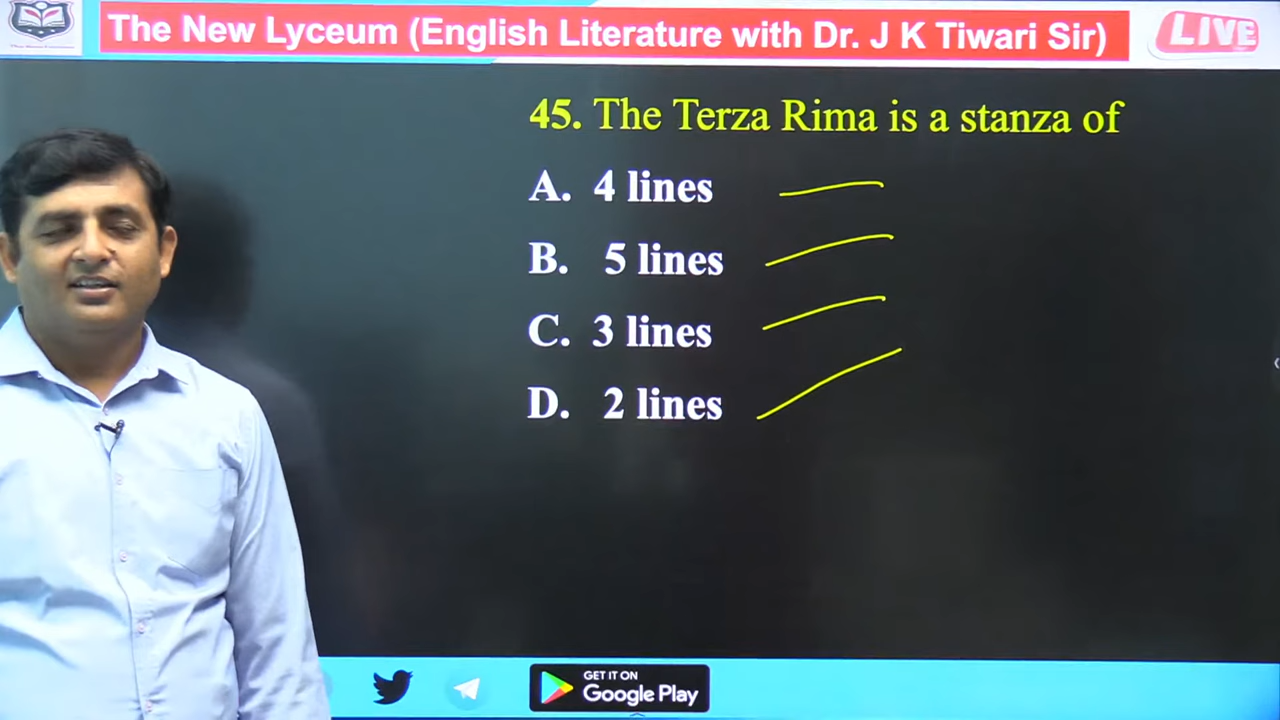 The New Lyceum (English Literature with Dr. J K Tiwari Sir)
LIVE
45. The Terza Rima is a stanza of
A. 4 lines
B. 5 lines
C. 3 lines
D. 2 lines
GET IT ON
Google Play